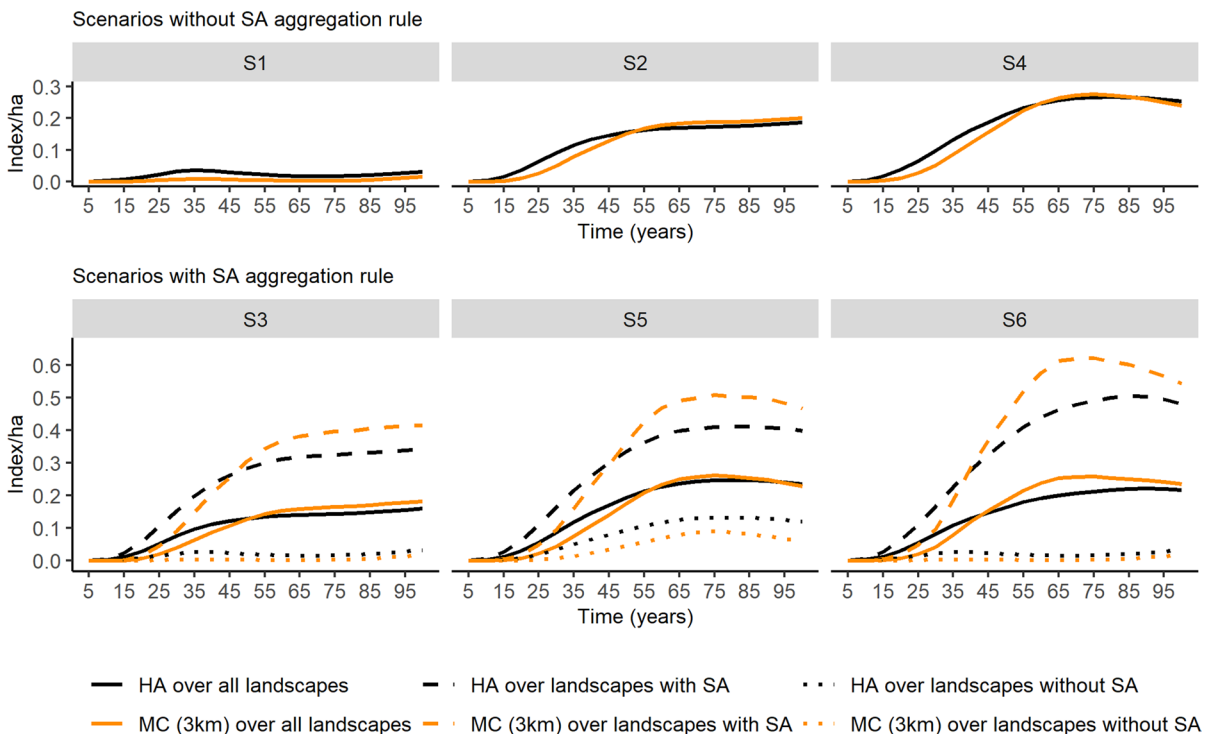 Scenarios without SA aggregation rule
S1 S2 S4
Index/ha
0.3
0.2
0.1
0.0
5 15 25 35 45 55 65 75 85 95 5 15 25 35 45 55 65 75 85 95 5 15 25 35 45 55 65 75 85 95
Time (years)
Scenarios with SA aggregation rule
S3 S5 S6
Index/ha
0.6
0.5
0.4
0.3
0.2
0.1
0.0
5 15 25 35 45 55 65 75 85 95 5 15 25 35 45 55 65 75 85 95 5 15 25 35 45 55 65 75 85 95
Time (years)
HA over all landscapes HA over landscapes with SA HA over landscapes without SA
MC (3km) over all landscapes MC (3km) over landscapes with SA MC (3km) over landscapes without SA